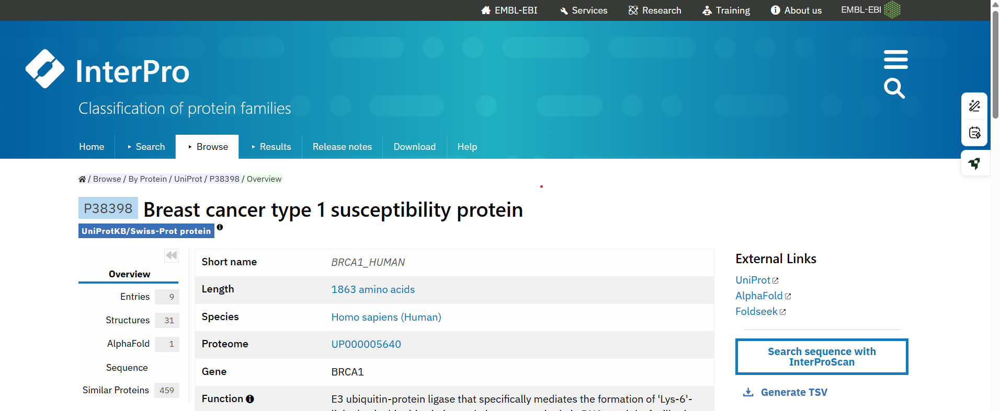 EMBL-EBI Services Research Training About us EMBL-EBI
InterPro
Classification of protein families
Home Search Browse Results Release notes Download Help
/ Browse / By Protein / UniProt / P38398 / Overview
P38398 Breast cancer type 1 susceptibility protein
UniProtKB/Swiss-Prot protein
Overview
Entries 9
Structures 31
AlphaFold 1
Sequence
Similar Proteins 459
Short name BRCA1_HUMAN
Length 1863 amino acids
Species Homo sapiens (Human)
Proteome UP000005640
Gene BRCA1
Function E3 ubiquitin-protein ligase that specifically mediates the formation of 'Lys-6'-
External Links
UniProt
AlphaFold
Foldseek
Search sequence with
InterProScan
Generate TSV